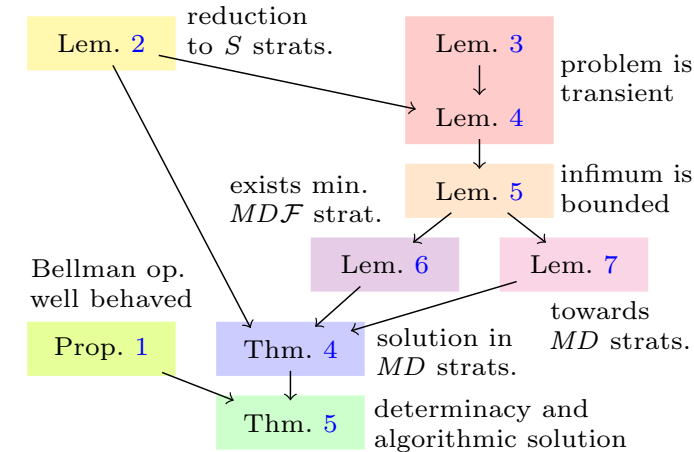 Lem. 2
reduction
to S strats.
Lem. 3
problem is
transient
Lem. 4
Lem. 5
infimum is
bounded
exists min.
MDℱ strat.
Lem. 6
Lem. 7
Bellman op.
well behaved
towards
MD strats.
Prop. 1
Thm. 4
solution in
MD strats.
Thm. 5
determinacy and
algorithmic solution